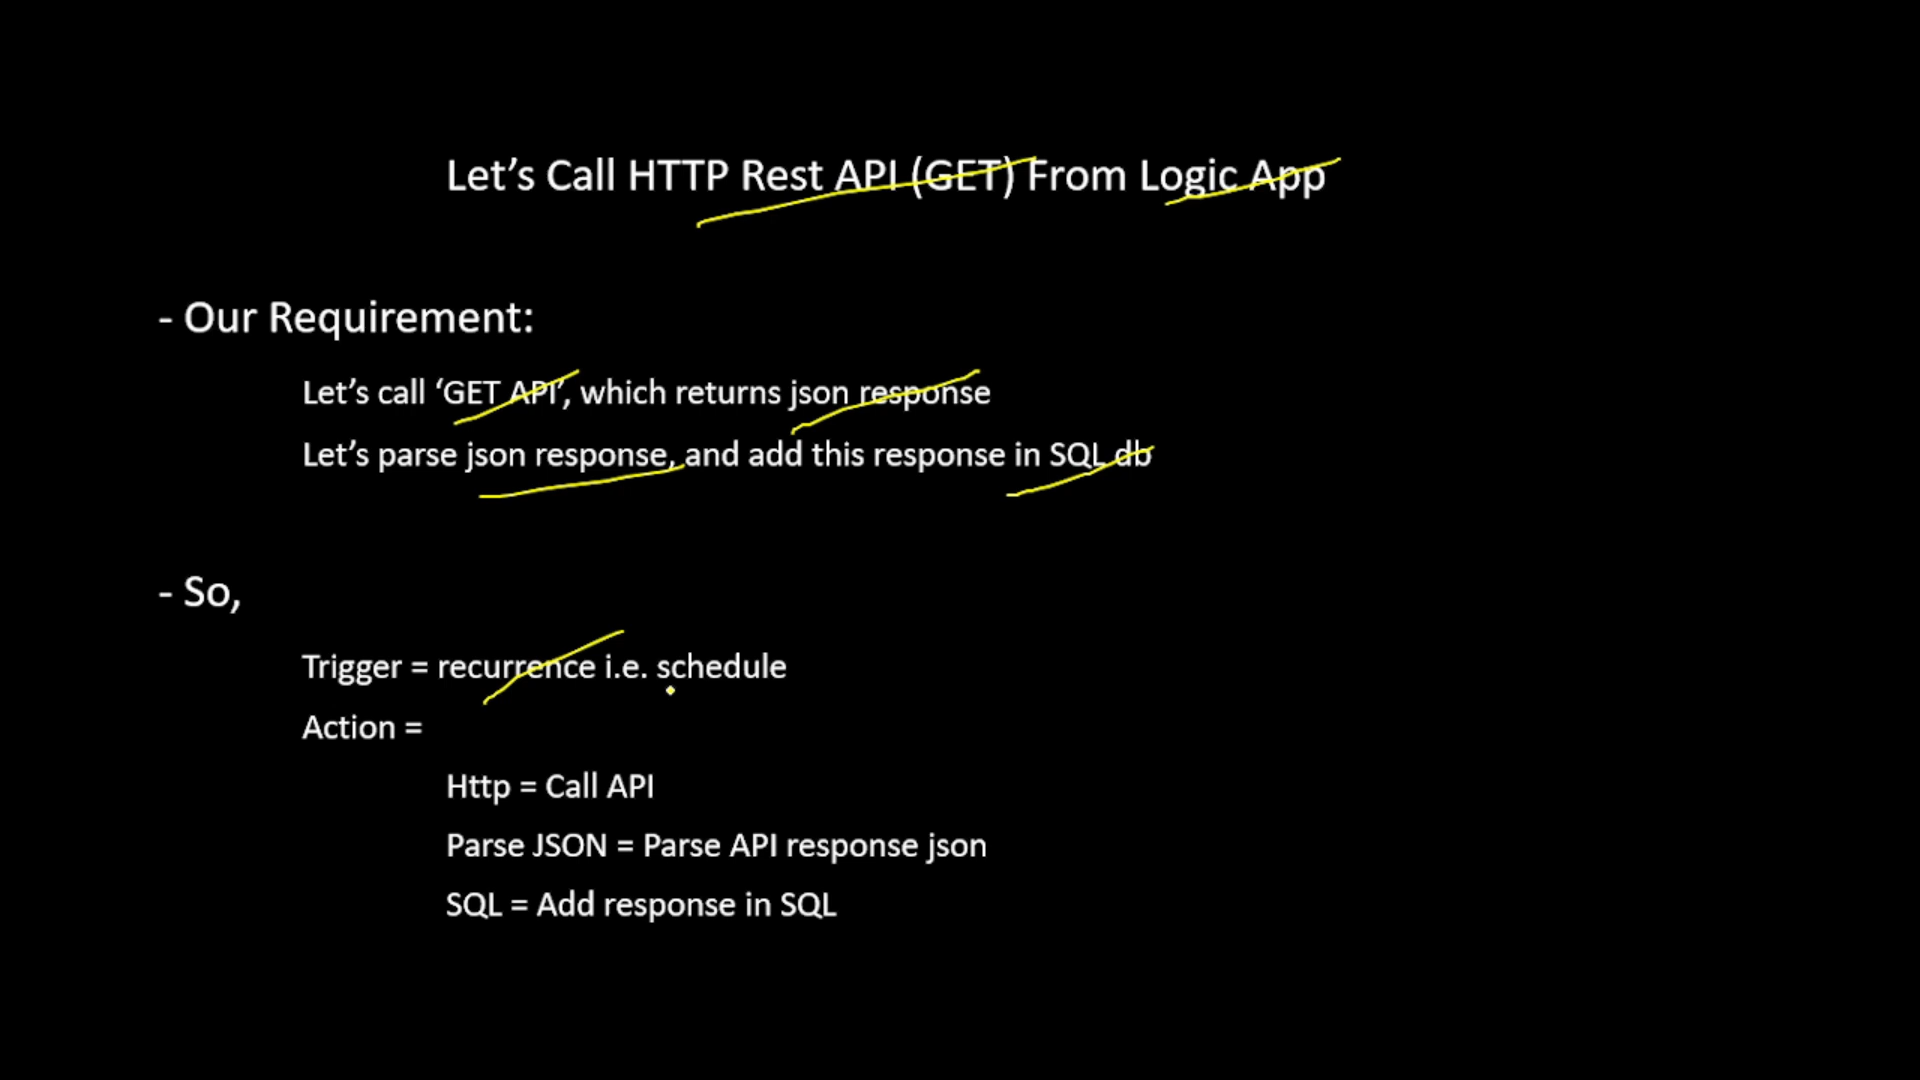 Let’s Call HTTP Rest API (GET) From Logic App
- Our Requirement:
Let’s call ‘GET API’, which returns json response
Let’s parse json response, and add this response in SQL db
- So,
Trigger = recurrence i.e. schedule
Action =
Http = Call API
Parse JSON = Parse API response json
SQL = Add response in SQL